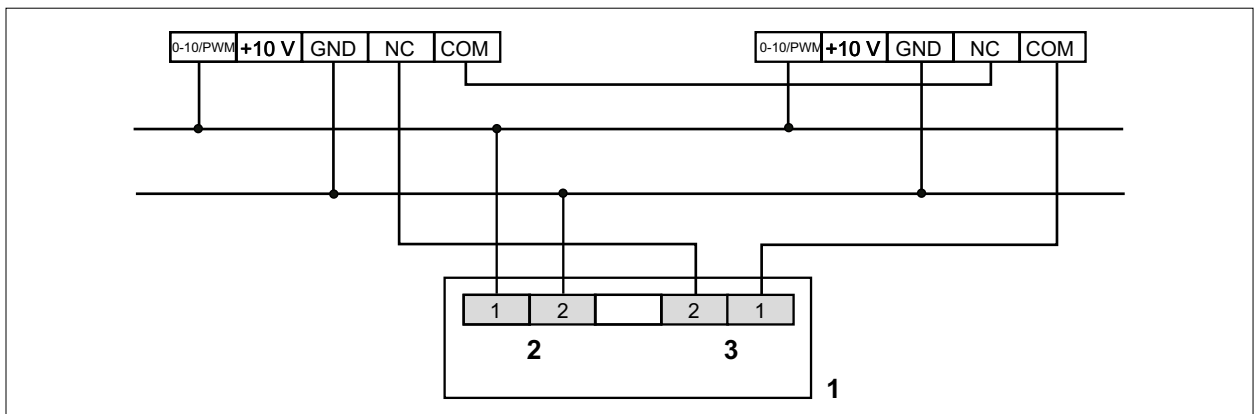 0-10/PWM +10 V GND NC COM 0-10/PWM +10 V GND NC COM
1 2 2 1
2 3
1